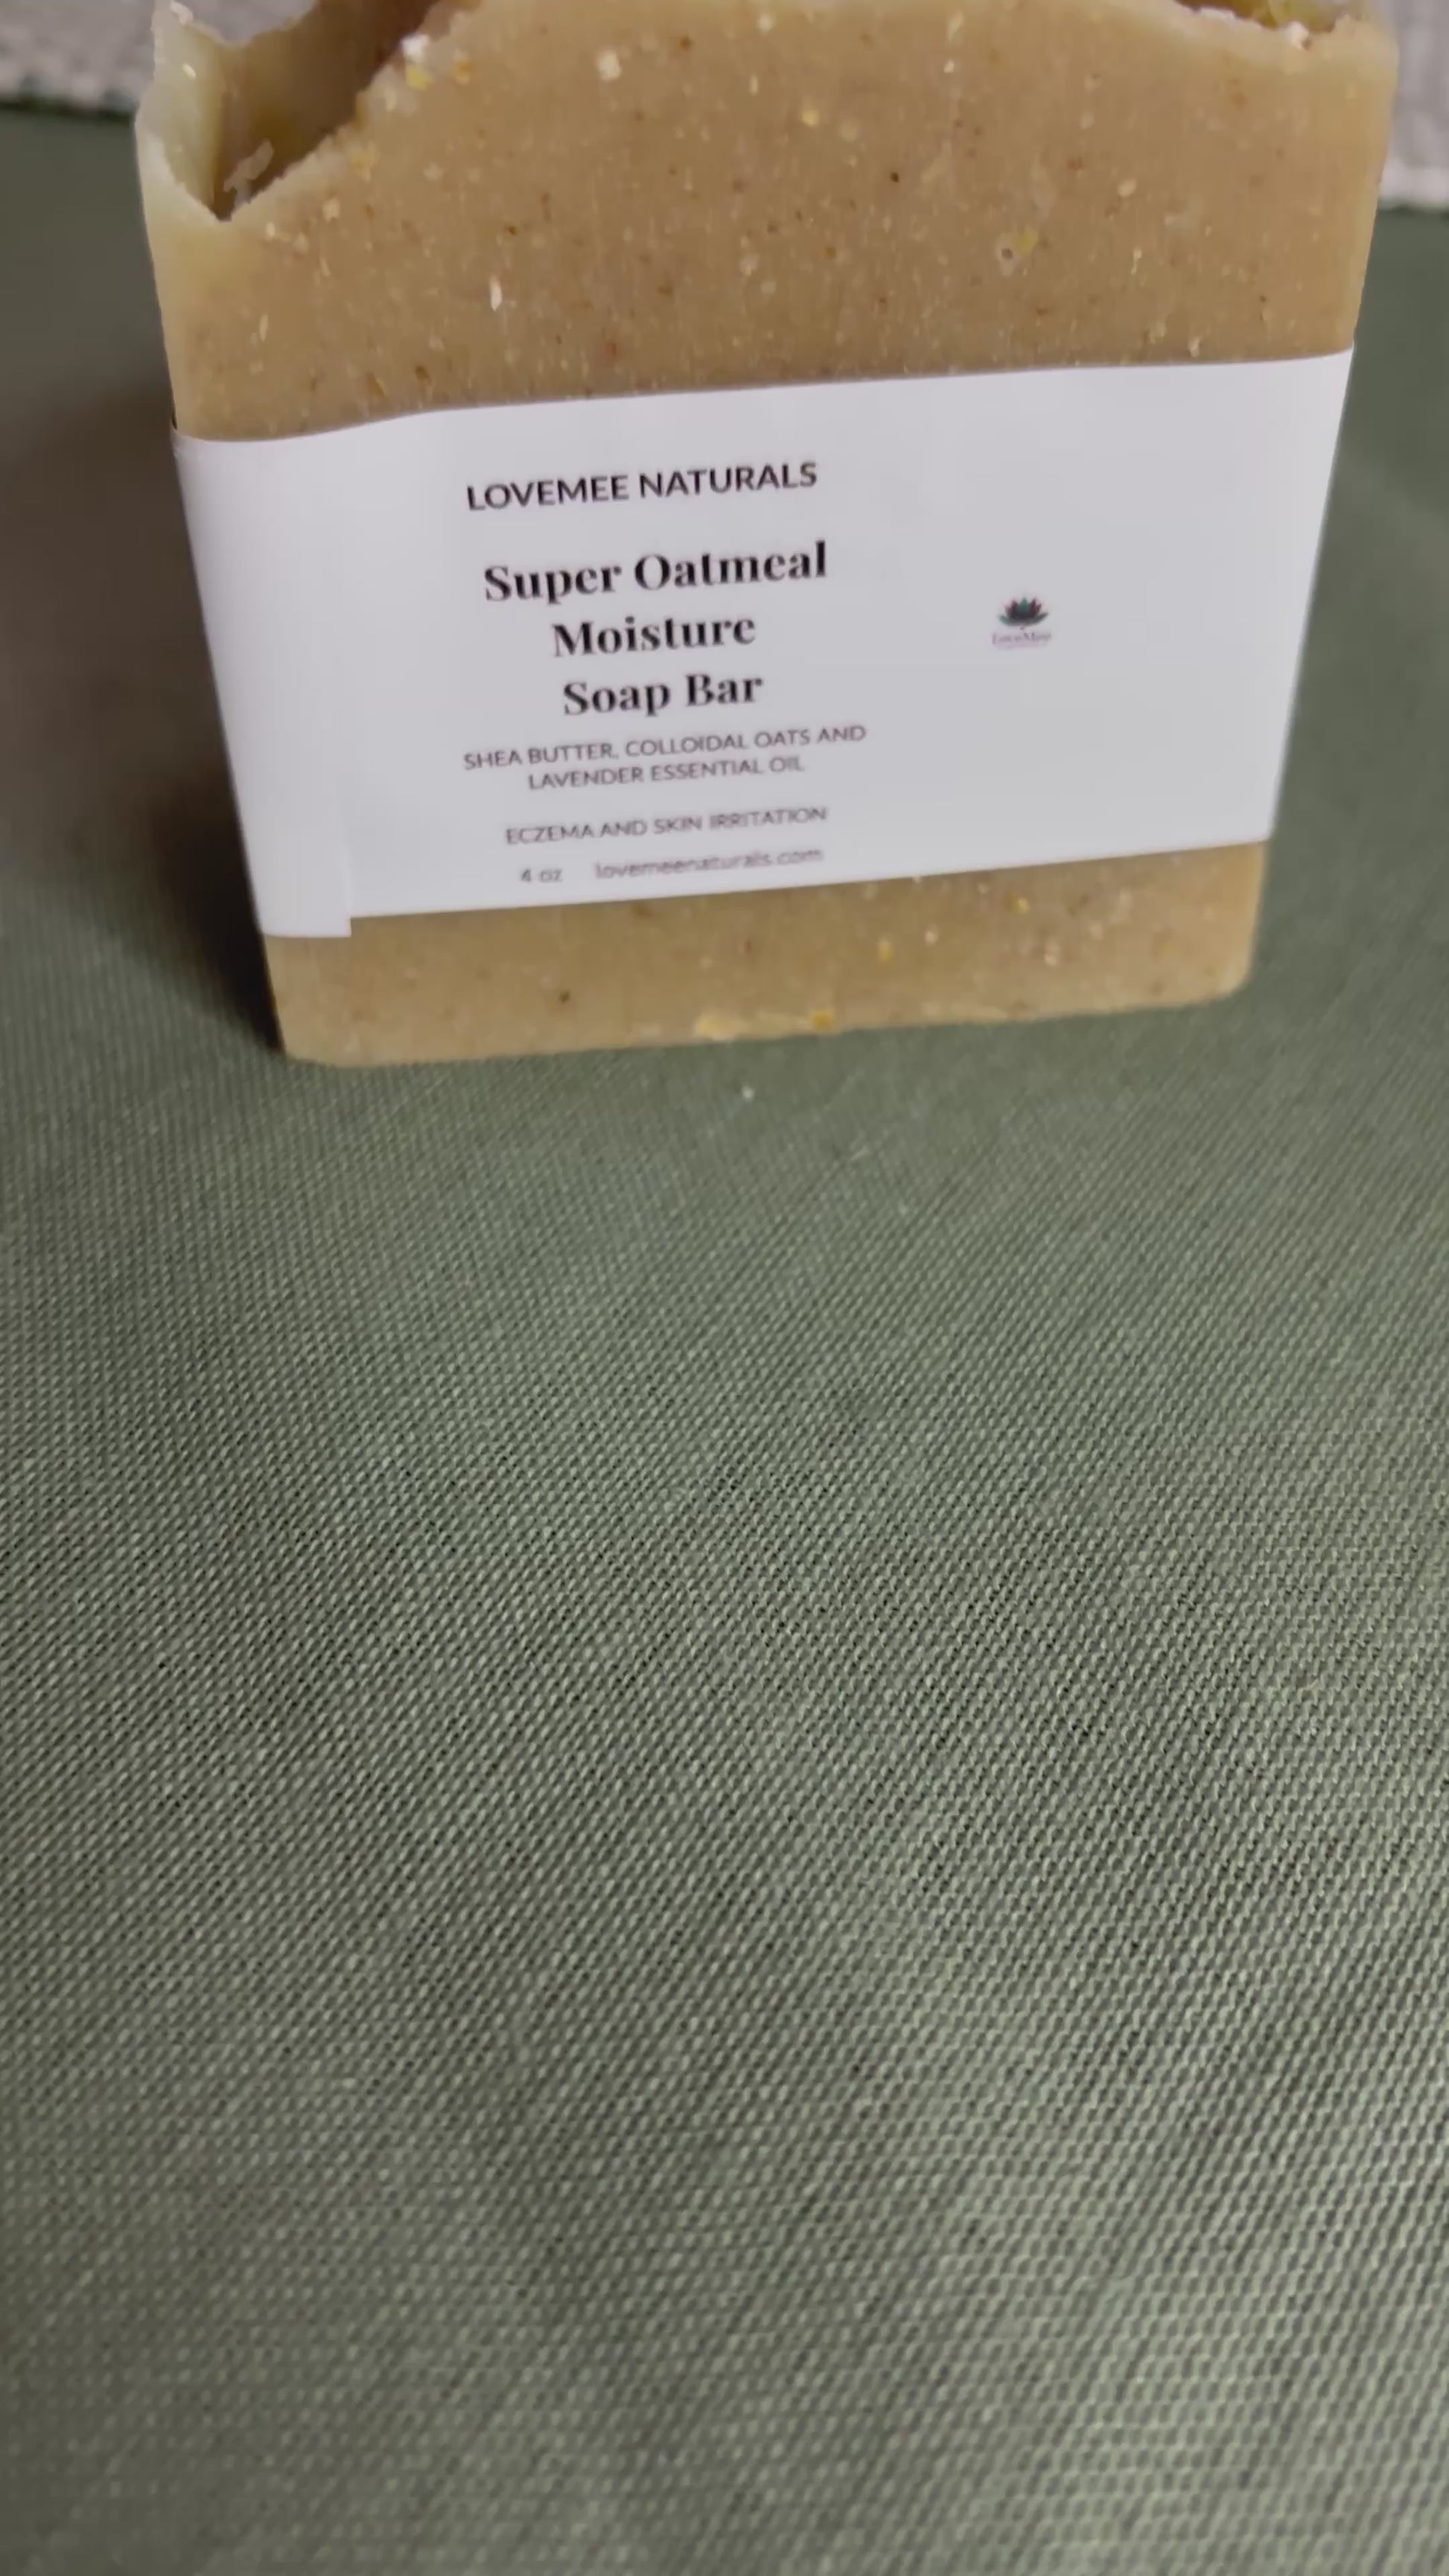 LOVEMEE NATURALS
Super Oatmeal
Moisture
Soap Bar
SHEA BUTTER, COLLOIDAL OATS AND
LAVENDER ESSENTIAL OIL
ECZEMA AND SKIN IRRITATION
4 oz lovemeenaturals.com
LoveMee